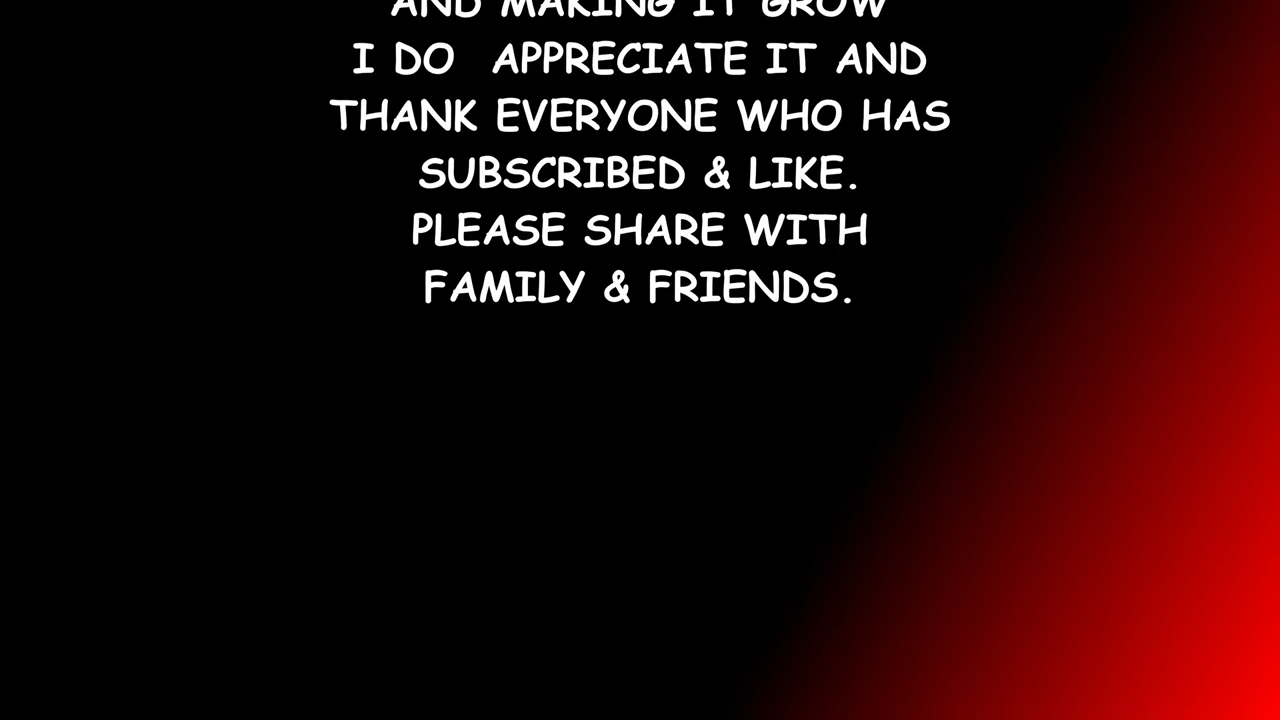 AND MAKING IT GROW
I DO  APPRECIATE IT AND
THANK EVERYONE WHO HAS
SUBSCRIBED & LIKE.
PLEASE SHARE WITH
FAMILY & FRIENDS.